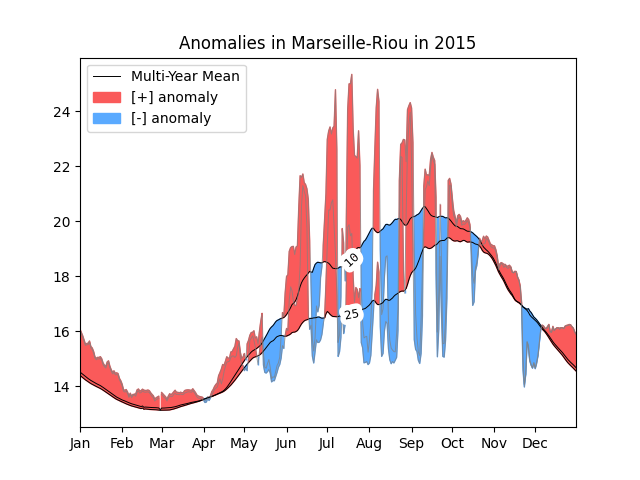 Anomalies in Marseille-Riou in 2015
Multi-Year Mean
[+] anomaly
[-] anomaly
24
22
20
18
16
14
10
25
Jan Feb Mar Apr May Jun Jul Aug Sep Oct Nov Dec